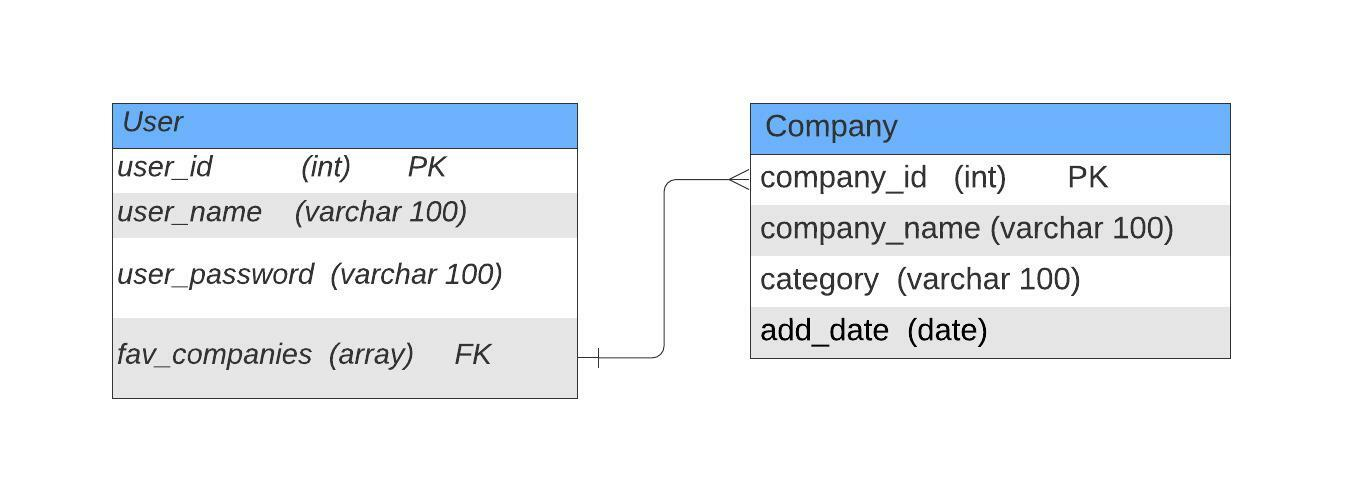 User
user_id (int) PK
user_name (varchar 100)
user_password (varchar 100)
fav_companies (array) FK
Company
company_id (int) PK
company_name (varchar 100)
category (varchar 100)
add_date (date)